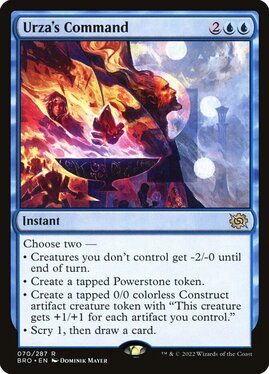 Urza's Command 2
Instant
Choose two —
• Creatures you don't control get -2/-0 until
end of turn.
• Create a tapped Powerstone token.
• Create a tapped 0/0 colorless Construct
artifact creature token with "This creature
gets +1/+1 for each artifact you control."
• Scry 1, then draw a card.
070/287 R
BRO • EN DOMINIK MAYER
™ & © 2022 Wizards of the Coast